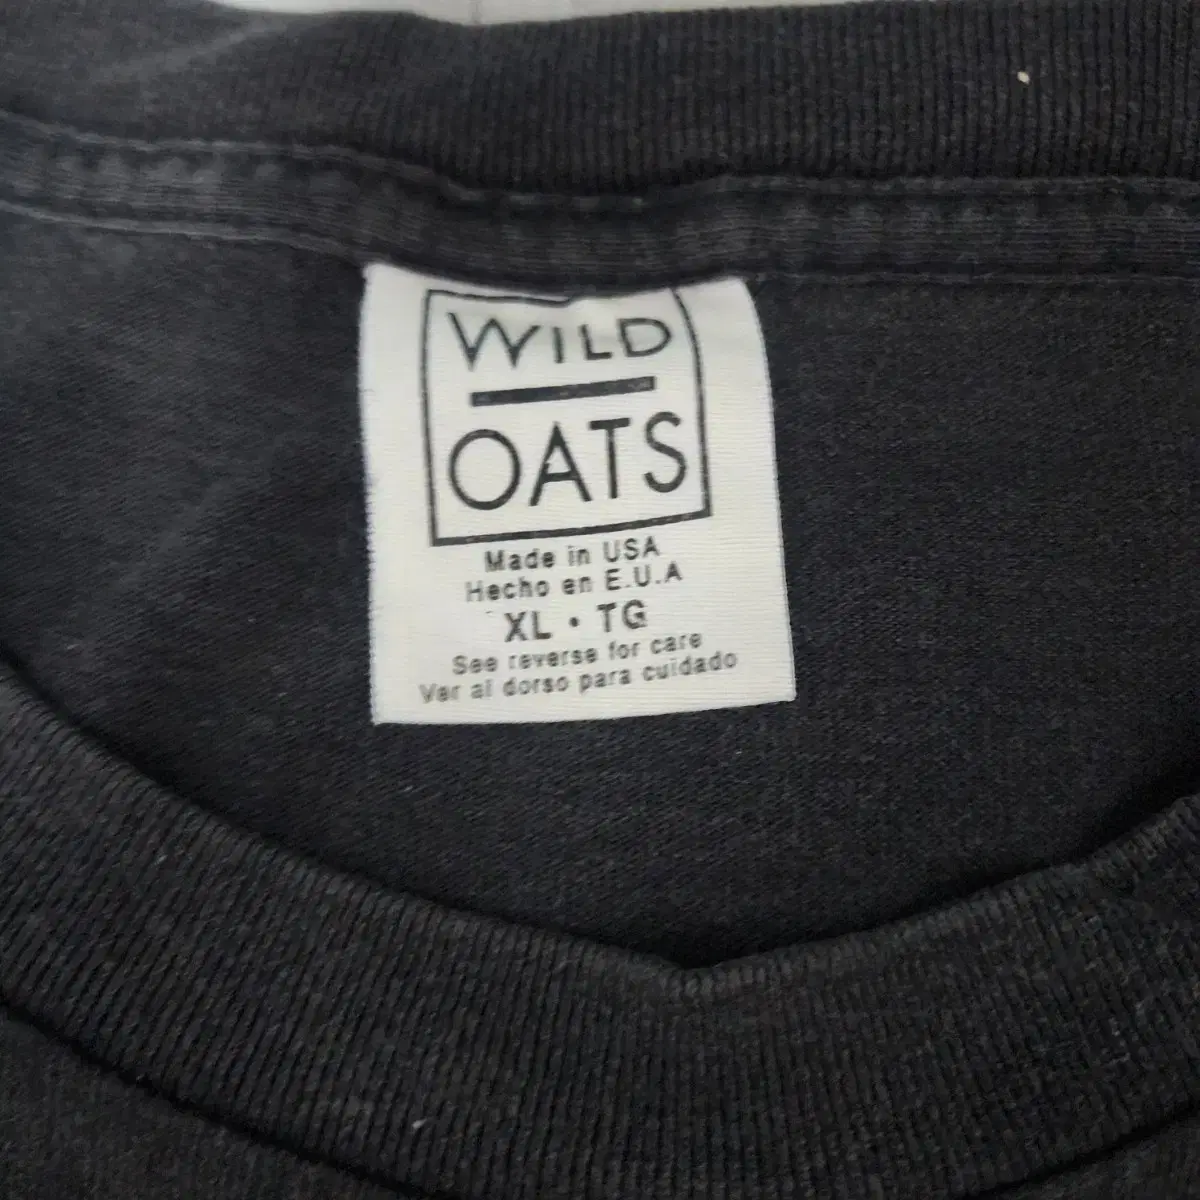 WILD
OATS
Made in USA
Hecho en E.U.A
XL • TG
See reverse for care
Ver al dorso para cuidado